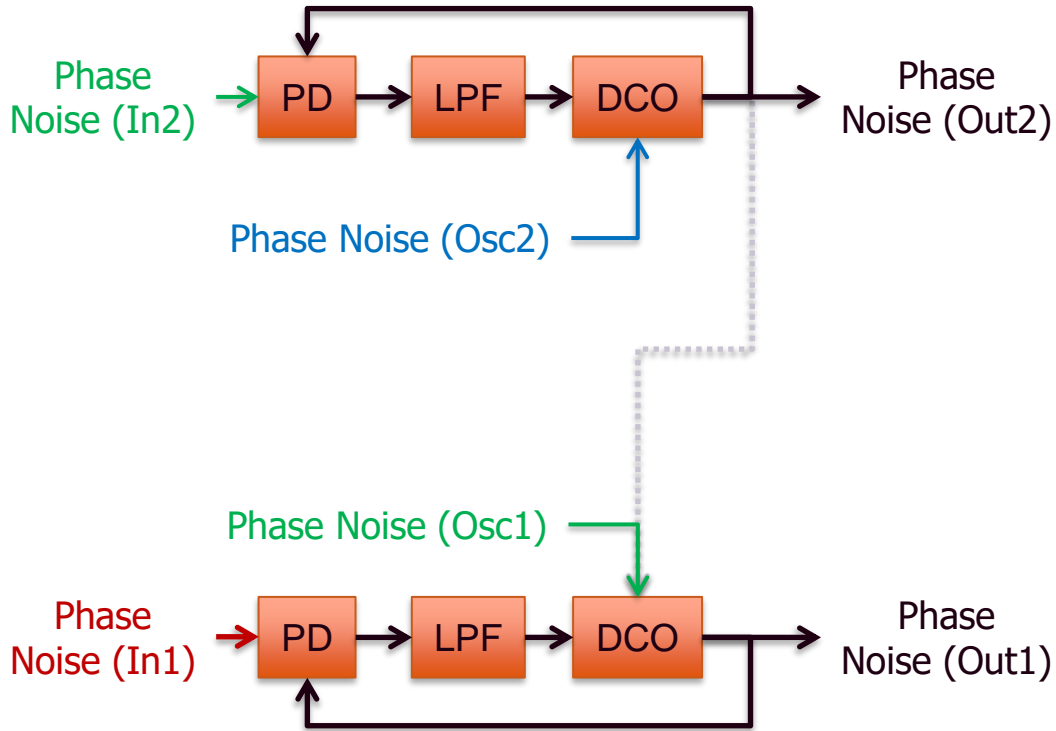 Phase
Noise (In2)
PD
LPF
DCO
Phase
Noise (Out2)
Phase Noise (Osc2)
Phase Noise (Osc1)
Phase
Noise (In1)
PD
LPF
DCO
Phase
Noise (Out1)